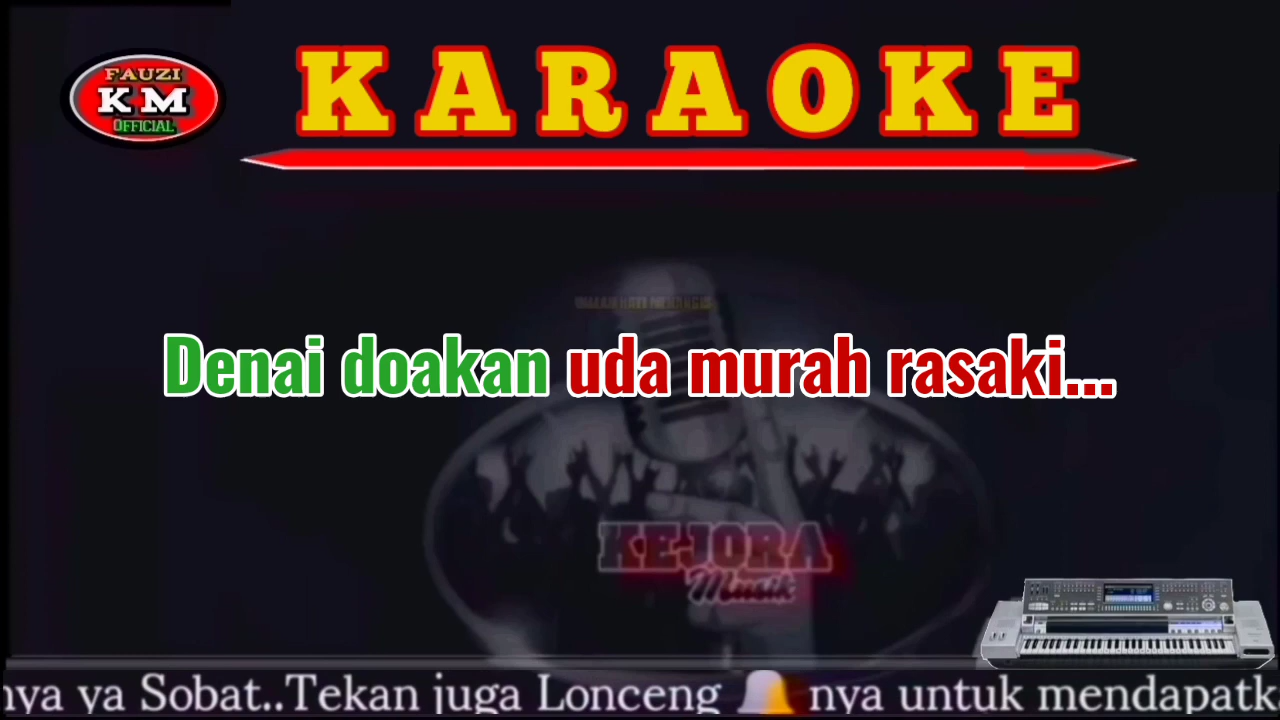 FAUZI
KM
OFFICIAL
KARAOKE
Denai doakan uda murah rasaki...
KEJORA
Musik
nya ya Sobat..Tekan juga Lonceng nya untuk mendapatk